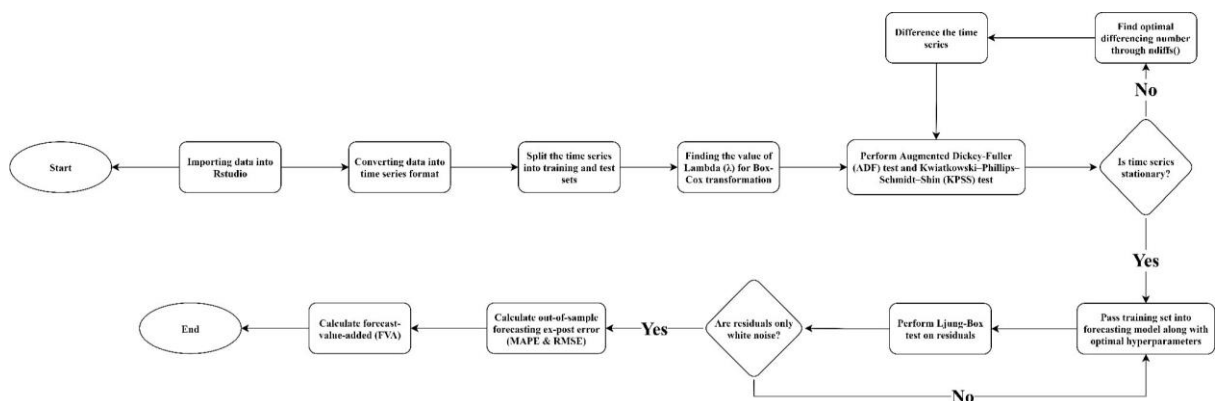 Difference the time
series
Find optimal
differencing number
through ndiffs()
No
Start
Importing data into
Rstudio
Converting data into
time series format
Split the time series
into training and test
sets
Finding the value of
Lambda (λ) for Box-
Cox transformation
Perform Augmented Dickey-Fuller
(ADF) test and Kwiatkowski–Phillips–
Schmidt–Shin (KPSS) test
Is time series
stationary?
Yes
End
Calculate forecast-
value-added (FVA)
Calculate out-of-sample
forecasting ex-post error
(MAPE & RMSE)
Yes
Are residuals only
white noise?
Perform Ljung-Box
test on residuals
Pass training set into
forecasting model along with
optimal hyperparameters
No